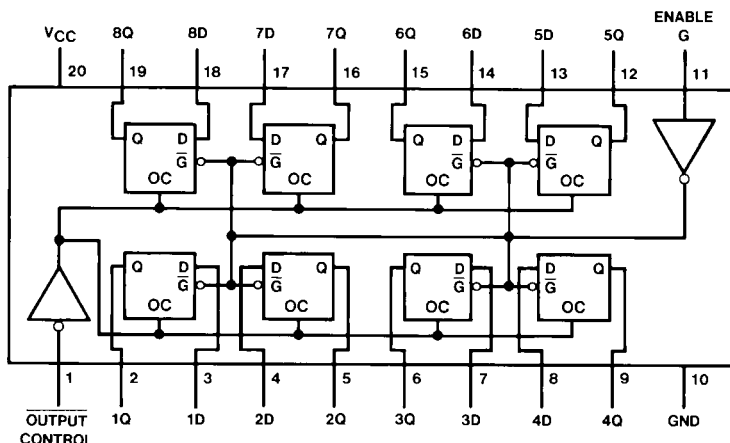 V_CC 8Q 8D 7D 7Q 6Q 6D 5D 5Q ENABLE G
20 19 18 17 16 15 14 13 12 11
Q D D Q Q D D Q
G̅ G̅ G̅ G̅
OC OC OC OC
Q D D Q Q D D Q
G̅ G̅ G̅ G̅
OC OC OC OC
1 2 3 4 5 6 7 8 9 10
O̅U̅T̅P̅U̅T̅ 1Q 1D 2D 2Q 3Q 3D 4D 4Q GND
CONTROL